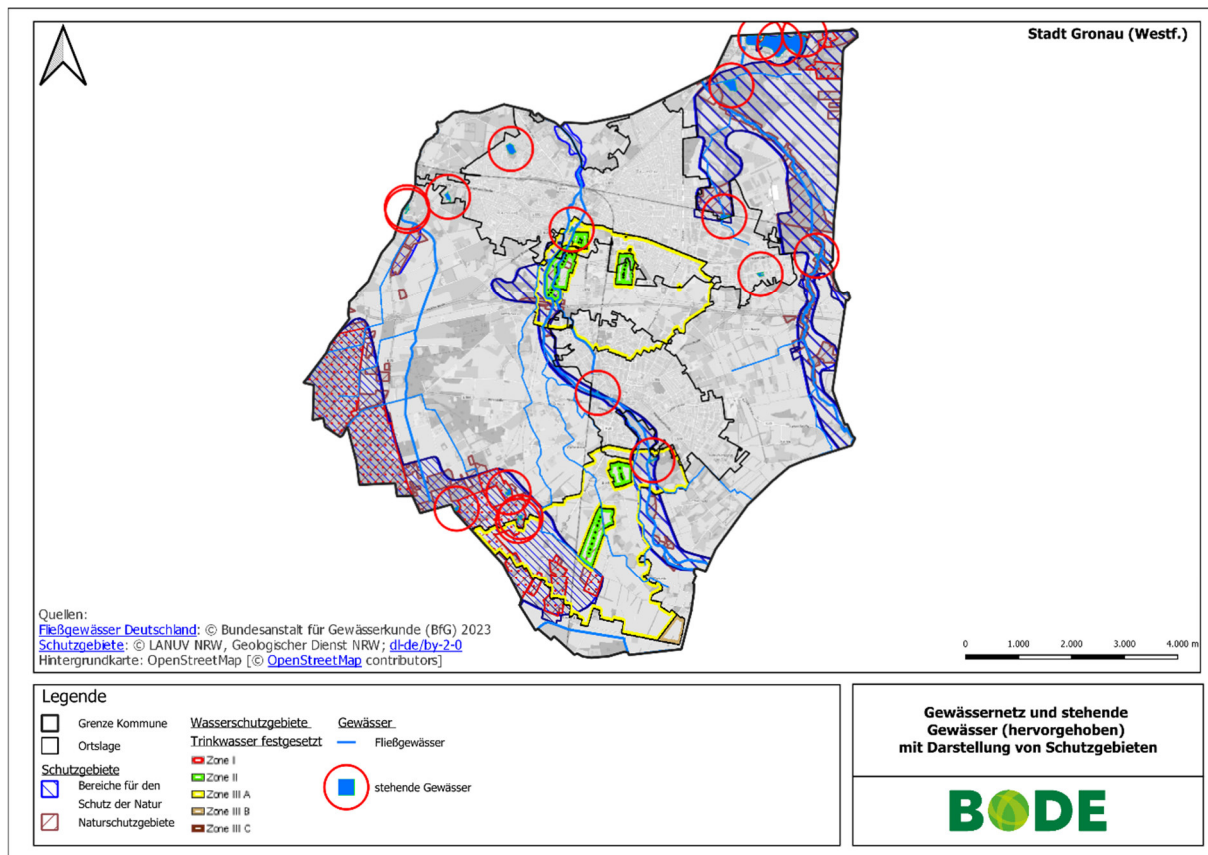 Stadt Gronau (Westf.)
Quellen:
Fließgewässer Deutschland: © Bundesanstalt für Gewässerkunde (BfG) 2023
Schutzgebiete: © LANUV NRW, Geologischer Dienst NRW; dl-de/by-2-0
Hintergrundkarte: OpenStreetMap [© OpenStreetMap contributors]
0 1.000 2.000 3.000 4.000 m
Legende
Grenze Kommune
Ortslage
Schutzgebiete
Bereiche für den
Schutz der Natur
Naturschutzgebiete
Wasserschutzgebiete
Trinkwasser festgesetzt
Zone I
Zone II
Zone III A
Zone III B
Zone III C
Gewässer
Fließgewässer
stehende Gewässer
Gewässernetz und stehende
Gewässer (hervorgehoben)
mit Darstellung von Schutzgebieten
BODE